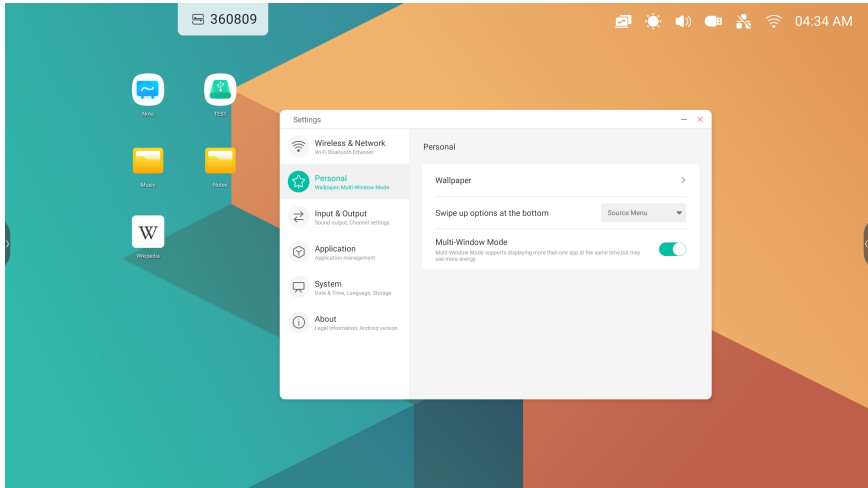 360809
04:34 AM
Note
TEST
Music
Notes
W
Wikipedia
Settings
Wireless & Network
Wi-Fi Bluetooth Ethernet
Personal
Wallpaper, Multi-Window Mode
Input & Output
Sound output, Channel settings
Application
Application management
System
Date & Time, Language, Storage
About
Legal information, Android version
Personal
Wallpaper
Swipe up options at the bottom
Source Menu
Multi-Window Mode
Multi-Window Mode supports displaying more than one app at the same time,but may
use more energy.